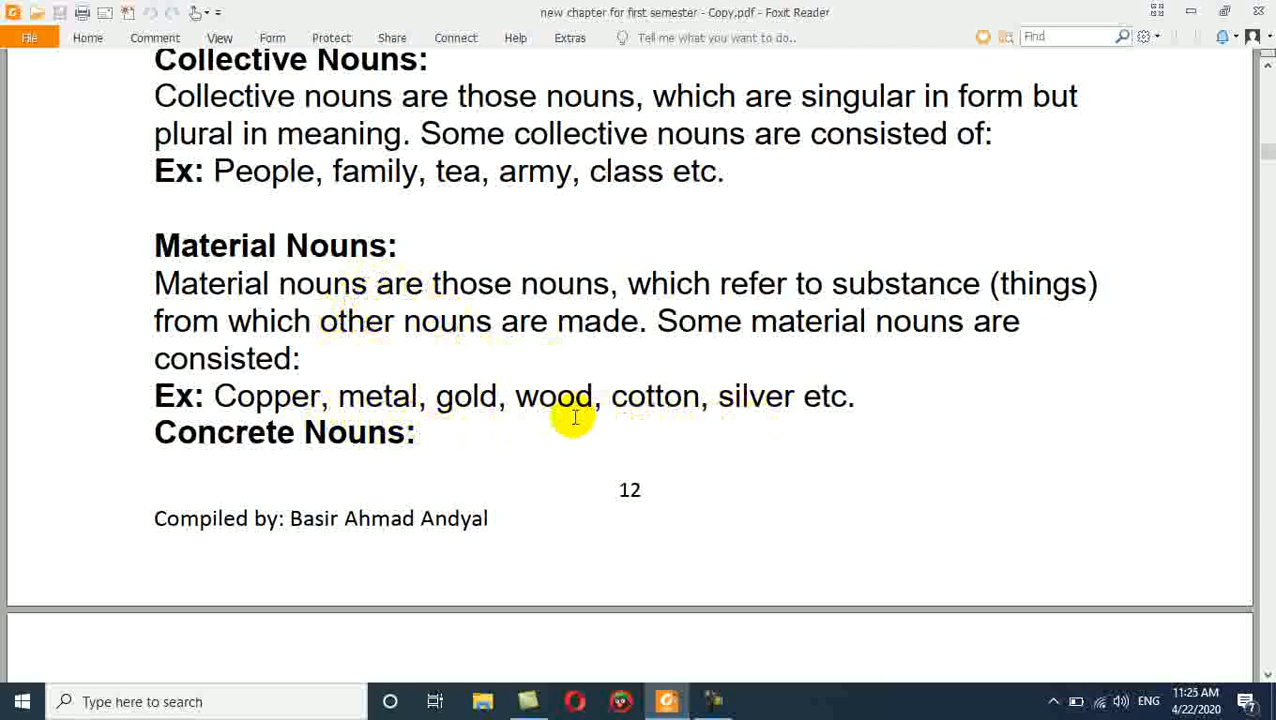 new chapter for first semester - Copy.pdf - Foxit Reader
File Home Comment View Form Protect Share Connect Help Extras Tell me what you want to do.. Find
Collective Nouns:
Collective nouns are those nouns, which are singular in form but
plural in meaning. Some collective nouns are consisted of:
Ex: People, family, tea, army, class etc.
Material Nouns:
Material nouns are those nouns, which refer to substance (things)
from which other nouns are made. Some material nouns are
consisted:
Ex: Copper, metal, gold, wood, cotton, silver etc.
Concrete Nouns:
12
Compiled by: Basir Ahmad Andyal
Type here to search
ENG
11:25 AM
4/22/2020
7